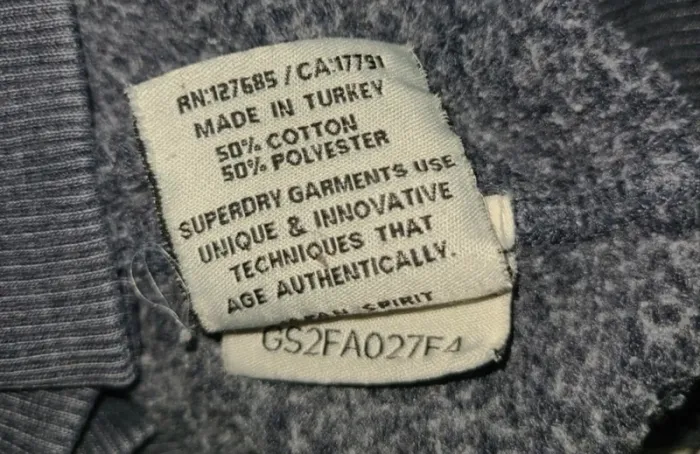 RN:127685 / CA:17791
MADE IN TURKEY
50% COTTON
50% POLYESTER
SUPERDRY GARMENTS USE
UNIQUE & INNOVATIVE
TECHNIQUES THAT
AGE AUTHENTICALLY.
SPIRIT
GS2FA027F4